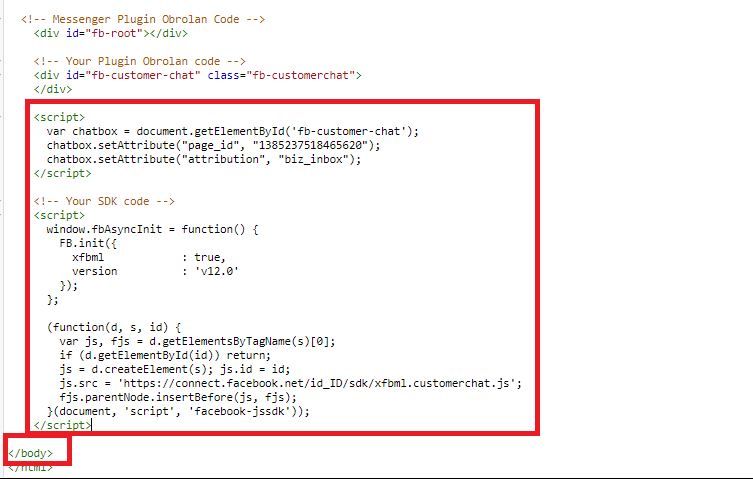 <!-- Messenger Plugin Obrolan Code -->
<div id="fb-root"></div>
<!-- Your Plugin Obrolan code -->
<div id="fb-customer-chat" class="fb-customerchat">
</div>
<script>
var chatbox = document.getElementById('fb-customer-chat');
chatbox.setAttribute("page_id", "1385237518465620");
chatbox.setAttribute("attribution", "biz_inbox");
</script>
<!-- Your SDK code -->
<script>
window.fbAsyncInit = function() {
FB.init({
xfbml : true,
version : 'v12.0'
});
};
(function(d, s, id) {
var js, fjs = d.getElementsByTagName(s)[0];
if (d.getElementById(id)) return;
js = d.createElement(s); js.id = id;
js.src = 'https://connect.facebook.net/id_ID/sdk/xfbml.customerchat.js';
fjs.parentNode.insertBefore(js, fjs);
}(document, 'script', 'facebook-jssdk'));
</script>
</body>
</html>